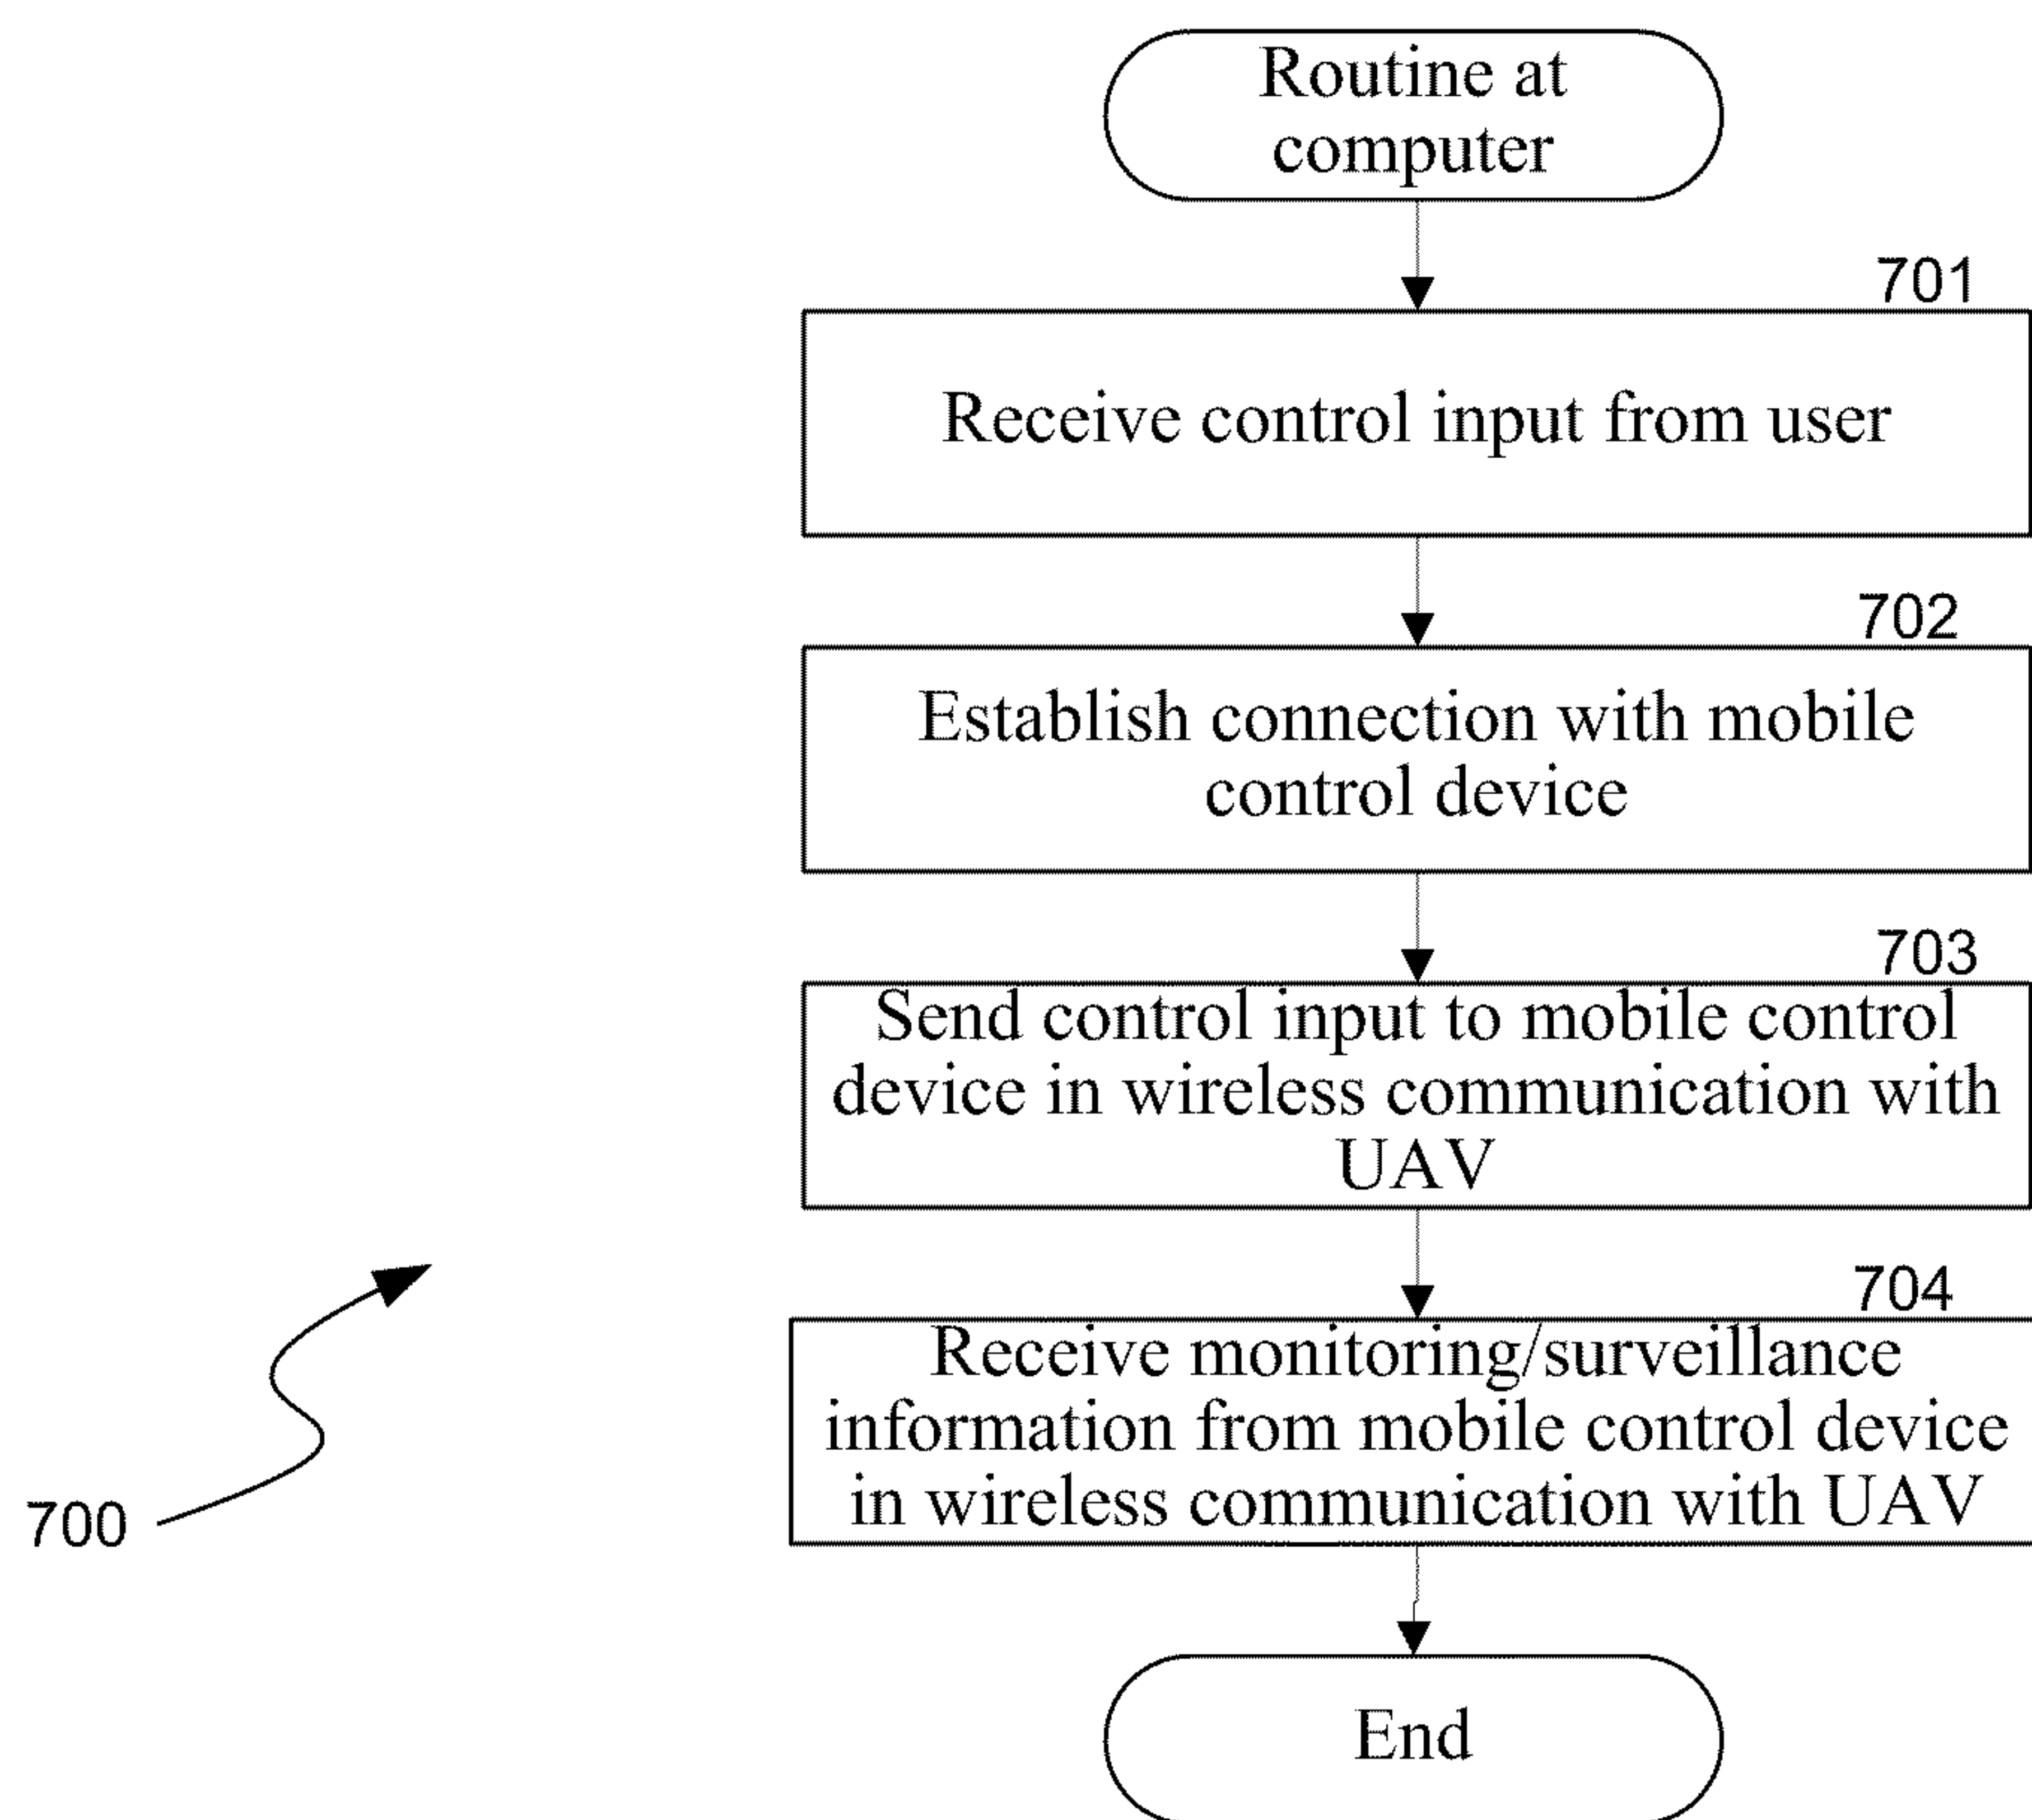 Routine at
computer
701
Receive control input from user
702
Establish connection with mobile
control device
703
Send control input to mobile control
device in wireless communication with
UAV
704
Receive monitoring/surveillance
information from mobile control device
in wireless communication with UAV
700
End